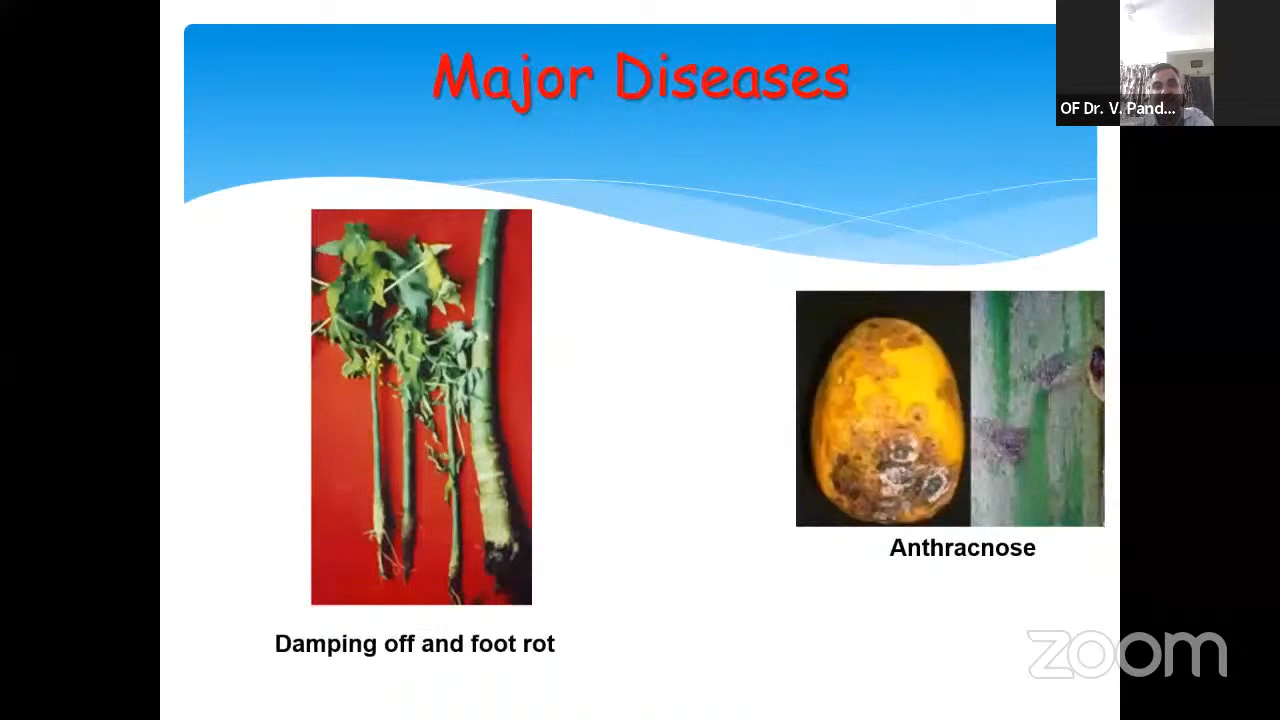 Major Diseases
OF Dr. V. Pand...
Anthracnose
Damping off and foot rot
zoom